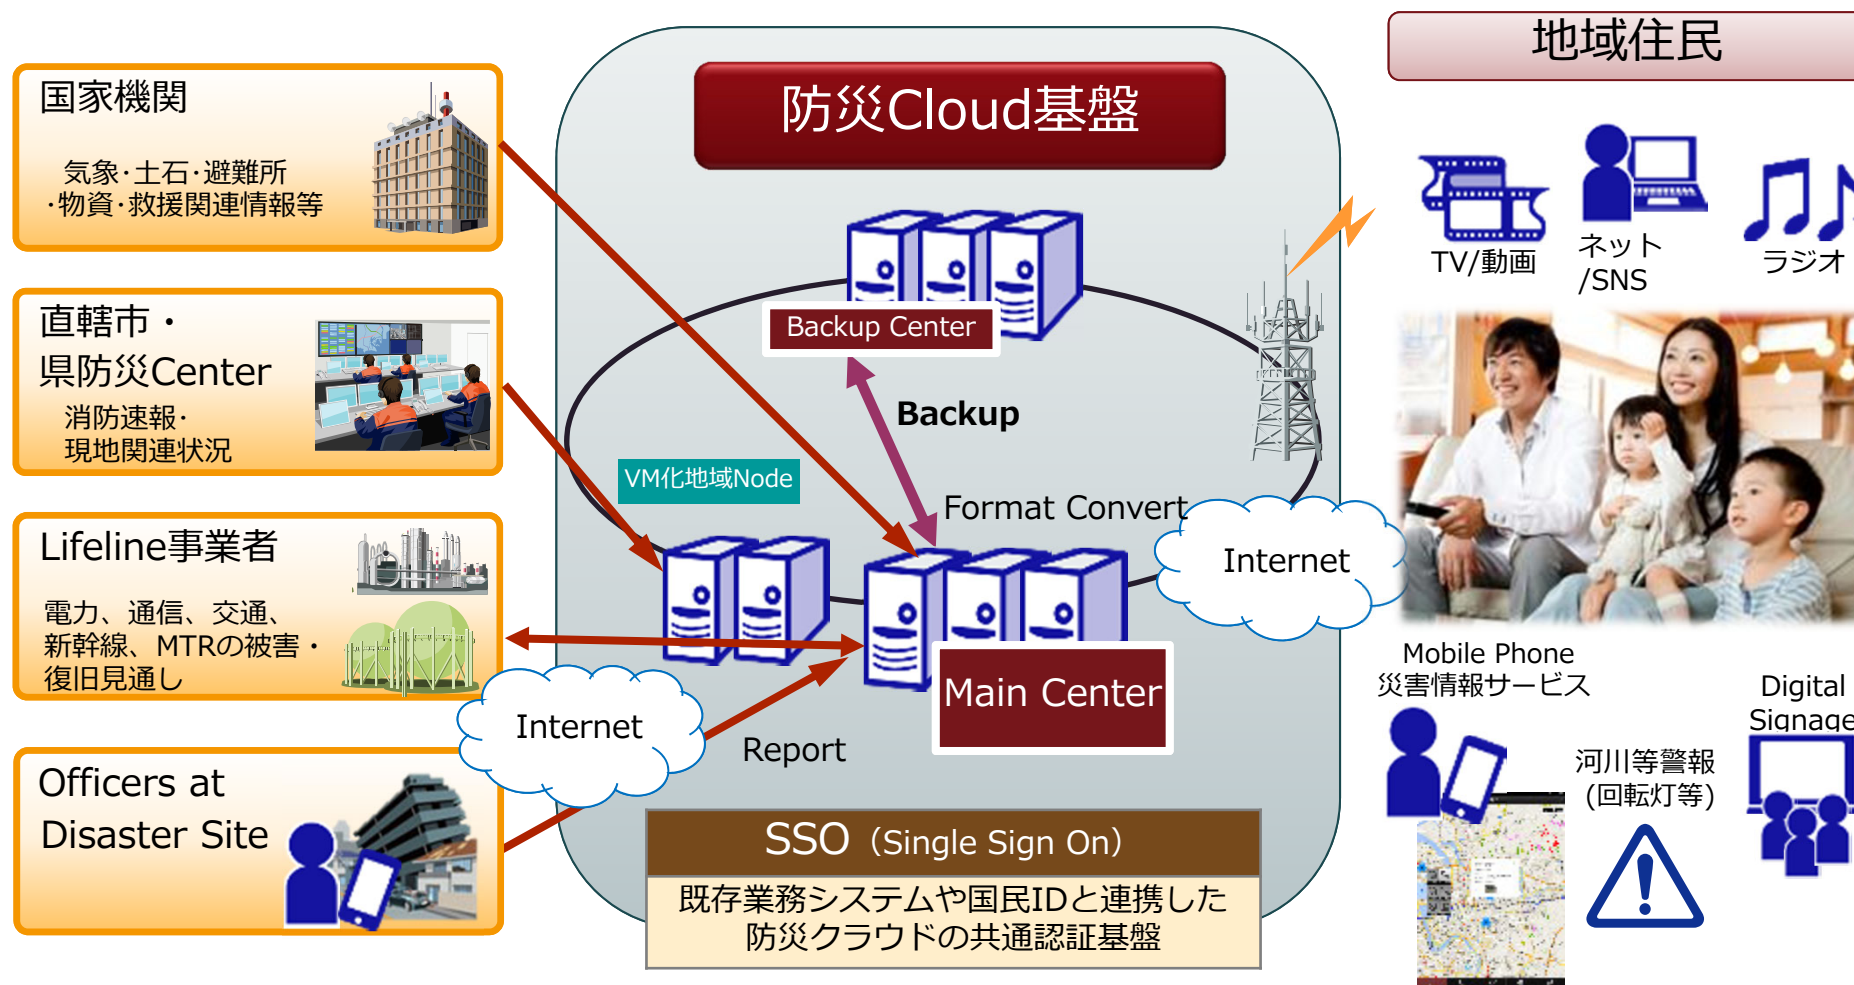 国家機関
気象･土石･避難所
･物資･救援関連情報等
直轄市・
県防災Center
消防速報･
現地関連状況
Lifeline事業者
電力、通信、交通、
新幹線、MTRの被害・
復旧見通し
Officers at
Disaster Site
防災Cloud基盤
Backup Center
Backup
VM化地域Node
Format Convert
Internet
Main Center
Internet
Report
SSO（Single Sign On）
既存業務システムや国民IDと連携した
防災クラウドの共通認証基盤
地域住民
TV/動画
ネット
/SNS
ラジオ
Mobile Phone
災害情報サービス
河川等警報
(回転灯等)
Digital
Signage